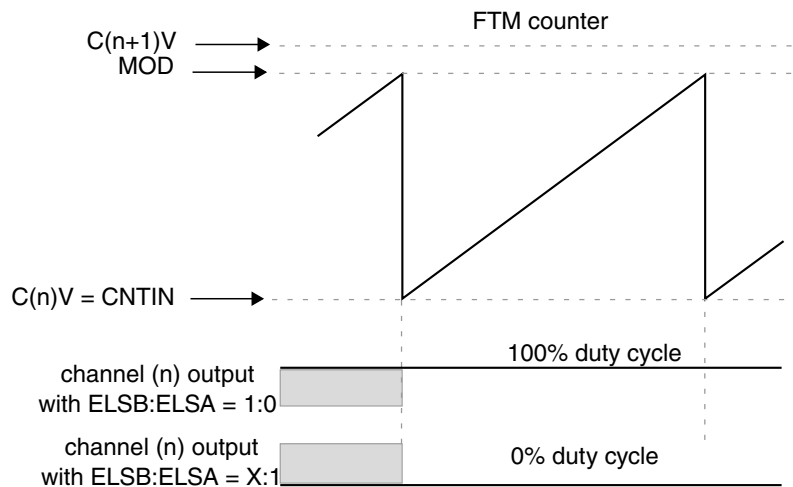 FTM counter
C(n+1)V
MOD
C(n)V = CNTIN
100% duty cycle
channel (n) output
with ELSB:ELSA = 1:0
channel (n) output
with ELSB:ELSA = X:1
0% duty cycle